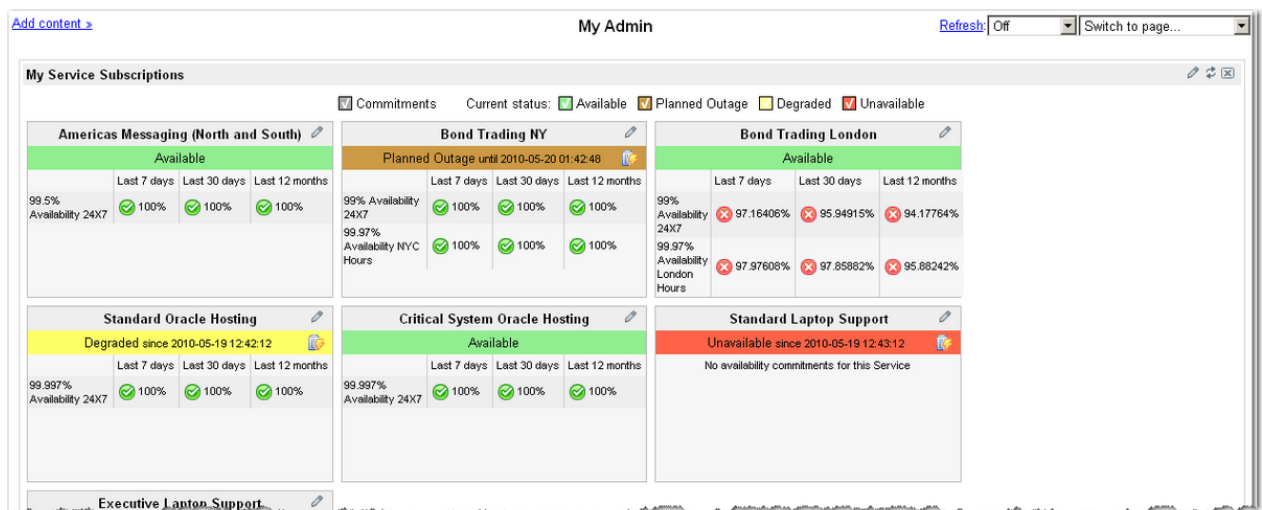 Add content »
My Admin
Refresh: Off
Switch to page...
My Service Subscriptions
Commitments Current status: Available Planned Outage Degraded Unavailable
Americas Messaging (North and South)
Available
Last 7 days Last 30 days Last 12 months
99.5%
Availability 24X7 100% 100% 100%
Bond Trading NY
Planned Outage until 2010-05-20 01:42:48
Last 7 days Last 30 days Last 12 months
99% Availability
24X7 100% 100% 100%
99.97%
Availability NYC 100% 100% 100%
Hours
Bond Trading London
Available
Last 7 days Last 30 days Last 12 months
99%
Availability 97.16406% 95.94915% 94.17764%
24X7
99.97%
Availability 97.97608% 97.85882% 95.88242%
London
Hours
Standard Oracle Hosting
Degraded since 2010-05-19 12:42:12
Last 7 days Last 30 days Last 12 months
99.997%
Availability 24X7 100% 100% 100%
Critical System Oracle Hosting
Available
Last 7 days Last 30 days Last 12 months
99.997%
Availability 24X7 100% 100% 100%
Standard Laptop Support
Unavailable since 2010-05-19 12:43:12
No availability commitments for this Service
Executive Laptop Support